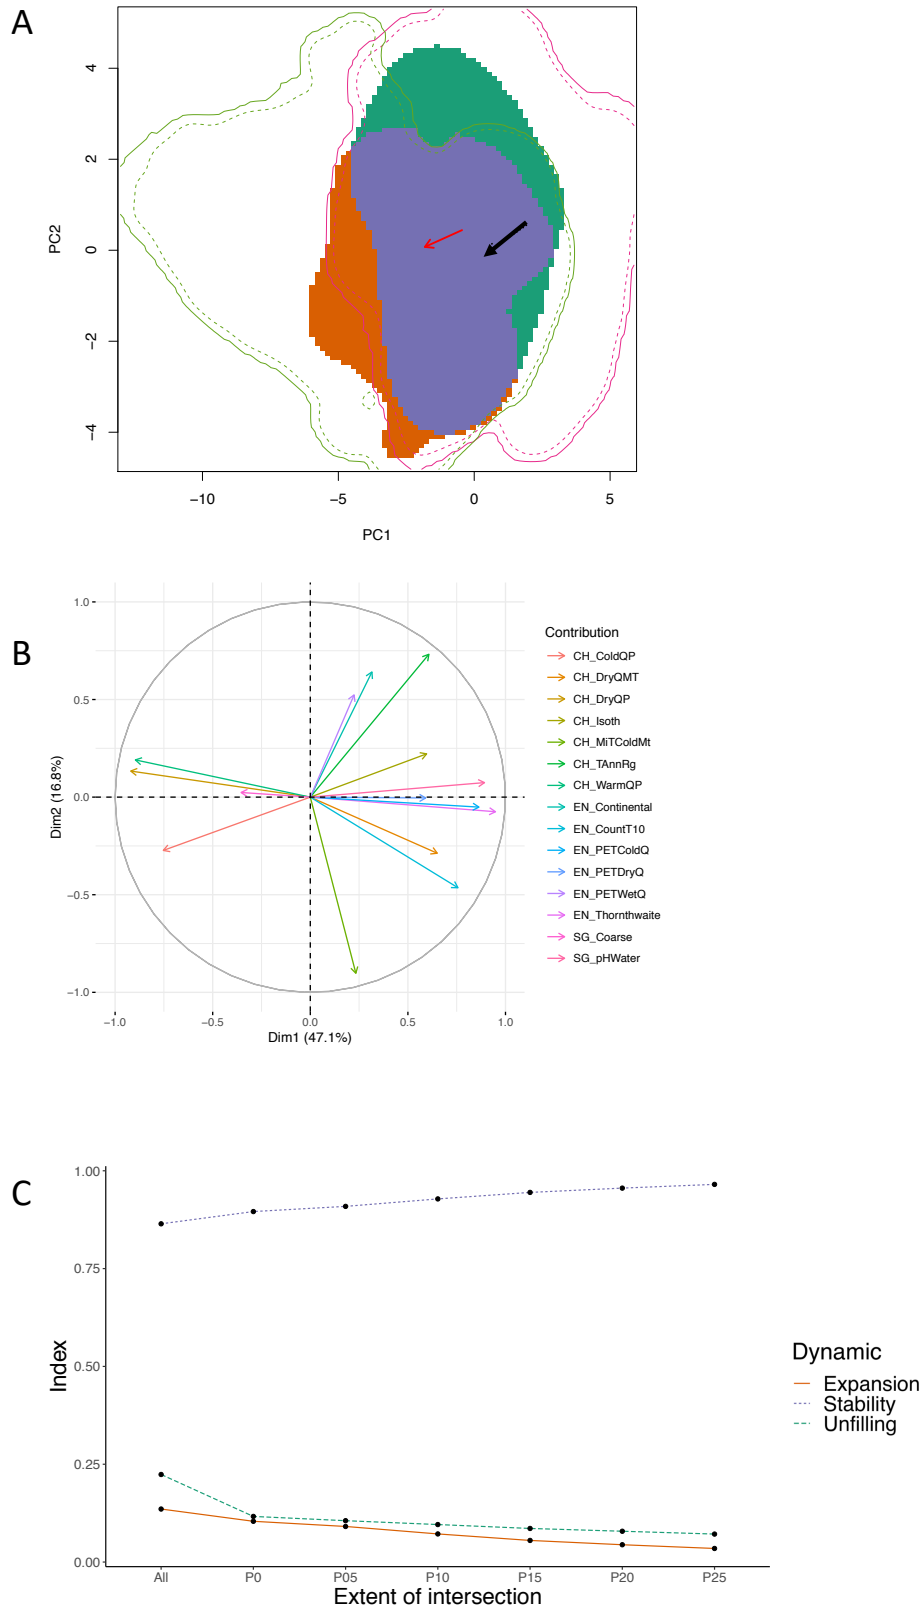 A
4
2
0
−2
−4
PC2
−10
−5
0
5
PC1
B
1.0
0.5
0.0
−0.5
−1.0
Dim2 (16.8%)
−1.0
−0.5
0.0
0.5
1.0
Dim1 (47.1%)
Contribution
CH_ColdQP
CH_DryQMT
CH_DryQP
CH_Isoth
CH_MiTColdMt
CH_TAnnRg
CH_WarmQP
EN_Continental
EN_CountT10
EN_PETColdQ
EN_PETDryQ
EN_PETWetQ
EN_Thornthwaite
SG_Coarse
SG_pHWater
C
1.00
0.75
0.50
0.25
0.00
Index
All
P0
P05
P10
P15
P20
P25
Extent of intersection
Dynamic
Expansion
Stability
Unfilling